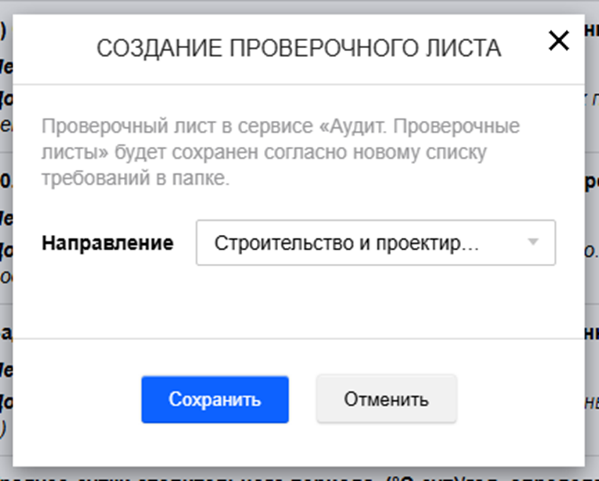 СОЗДАНИЕ ПРОВЕРОЧНОГО ЛИСТА
Проверочный лист в сервисе «Аудит. Проверочные
листы» будет сохранен согласно новому списку
требований в папке.
Направление
Строительство и проектир...
Сохранить
Отменить